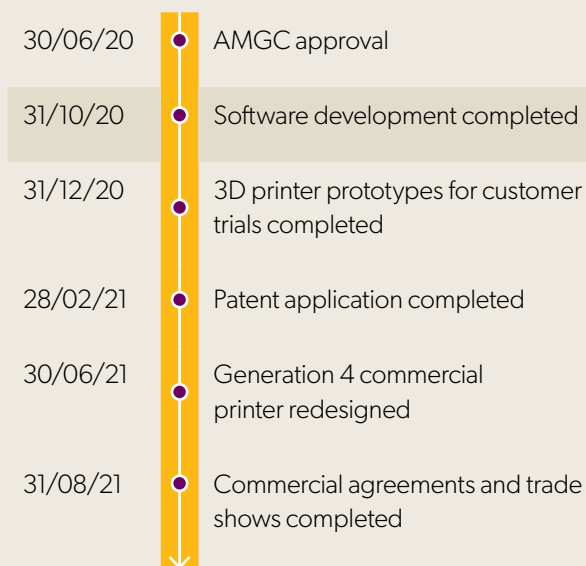 30/06/20 AMGC approval
31/10/20 Software development completed
31/12/20 3D printer prototypes for customer
trials completed
28/02/21 Patent application completed
30/06/21 Generation 4 commercial
printer redesigned
31/08/21 Commercial agreements and trade
shows completed